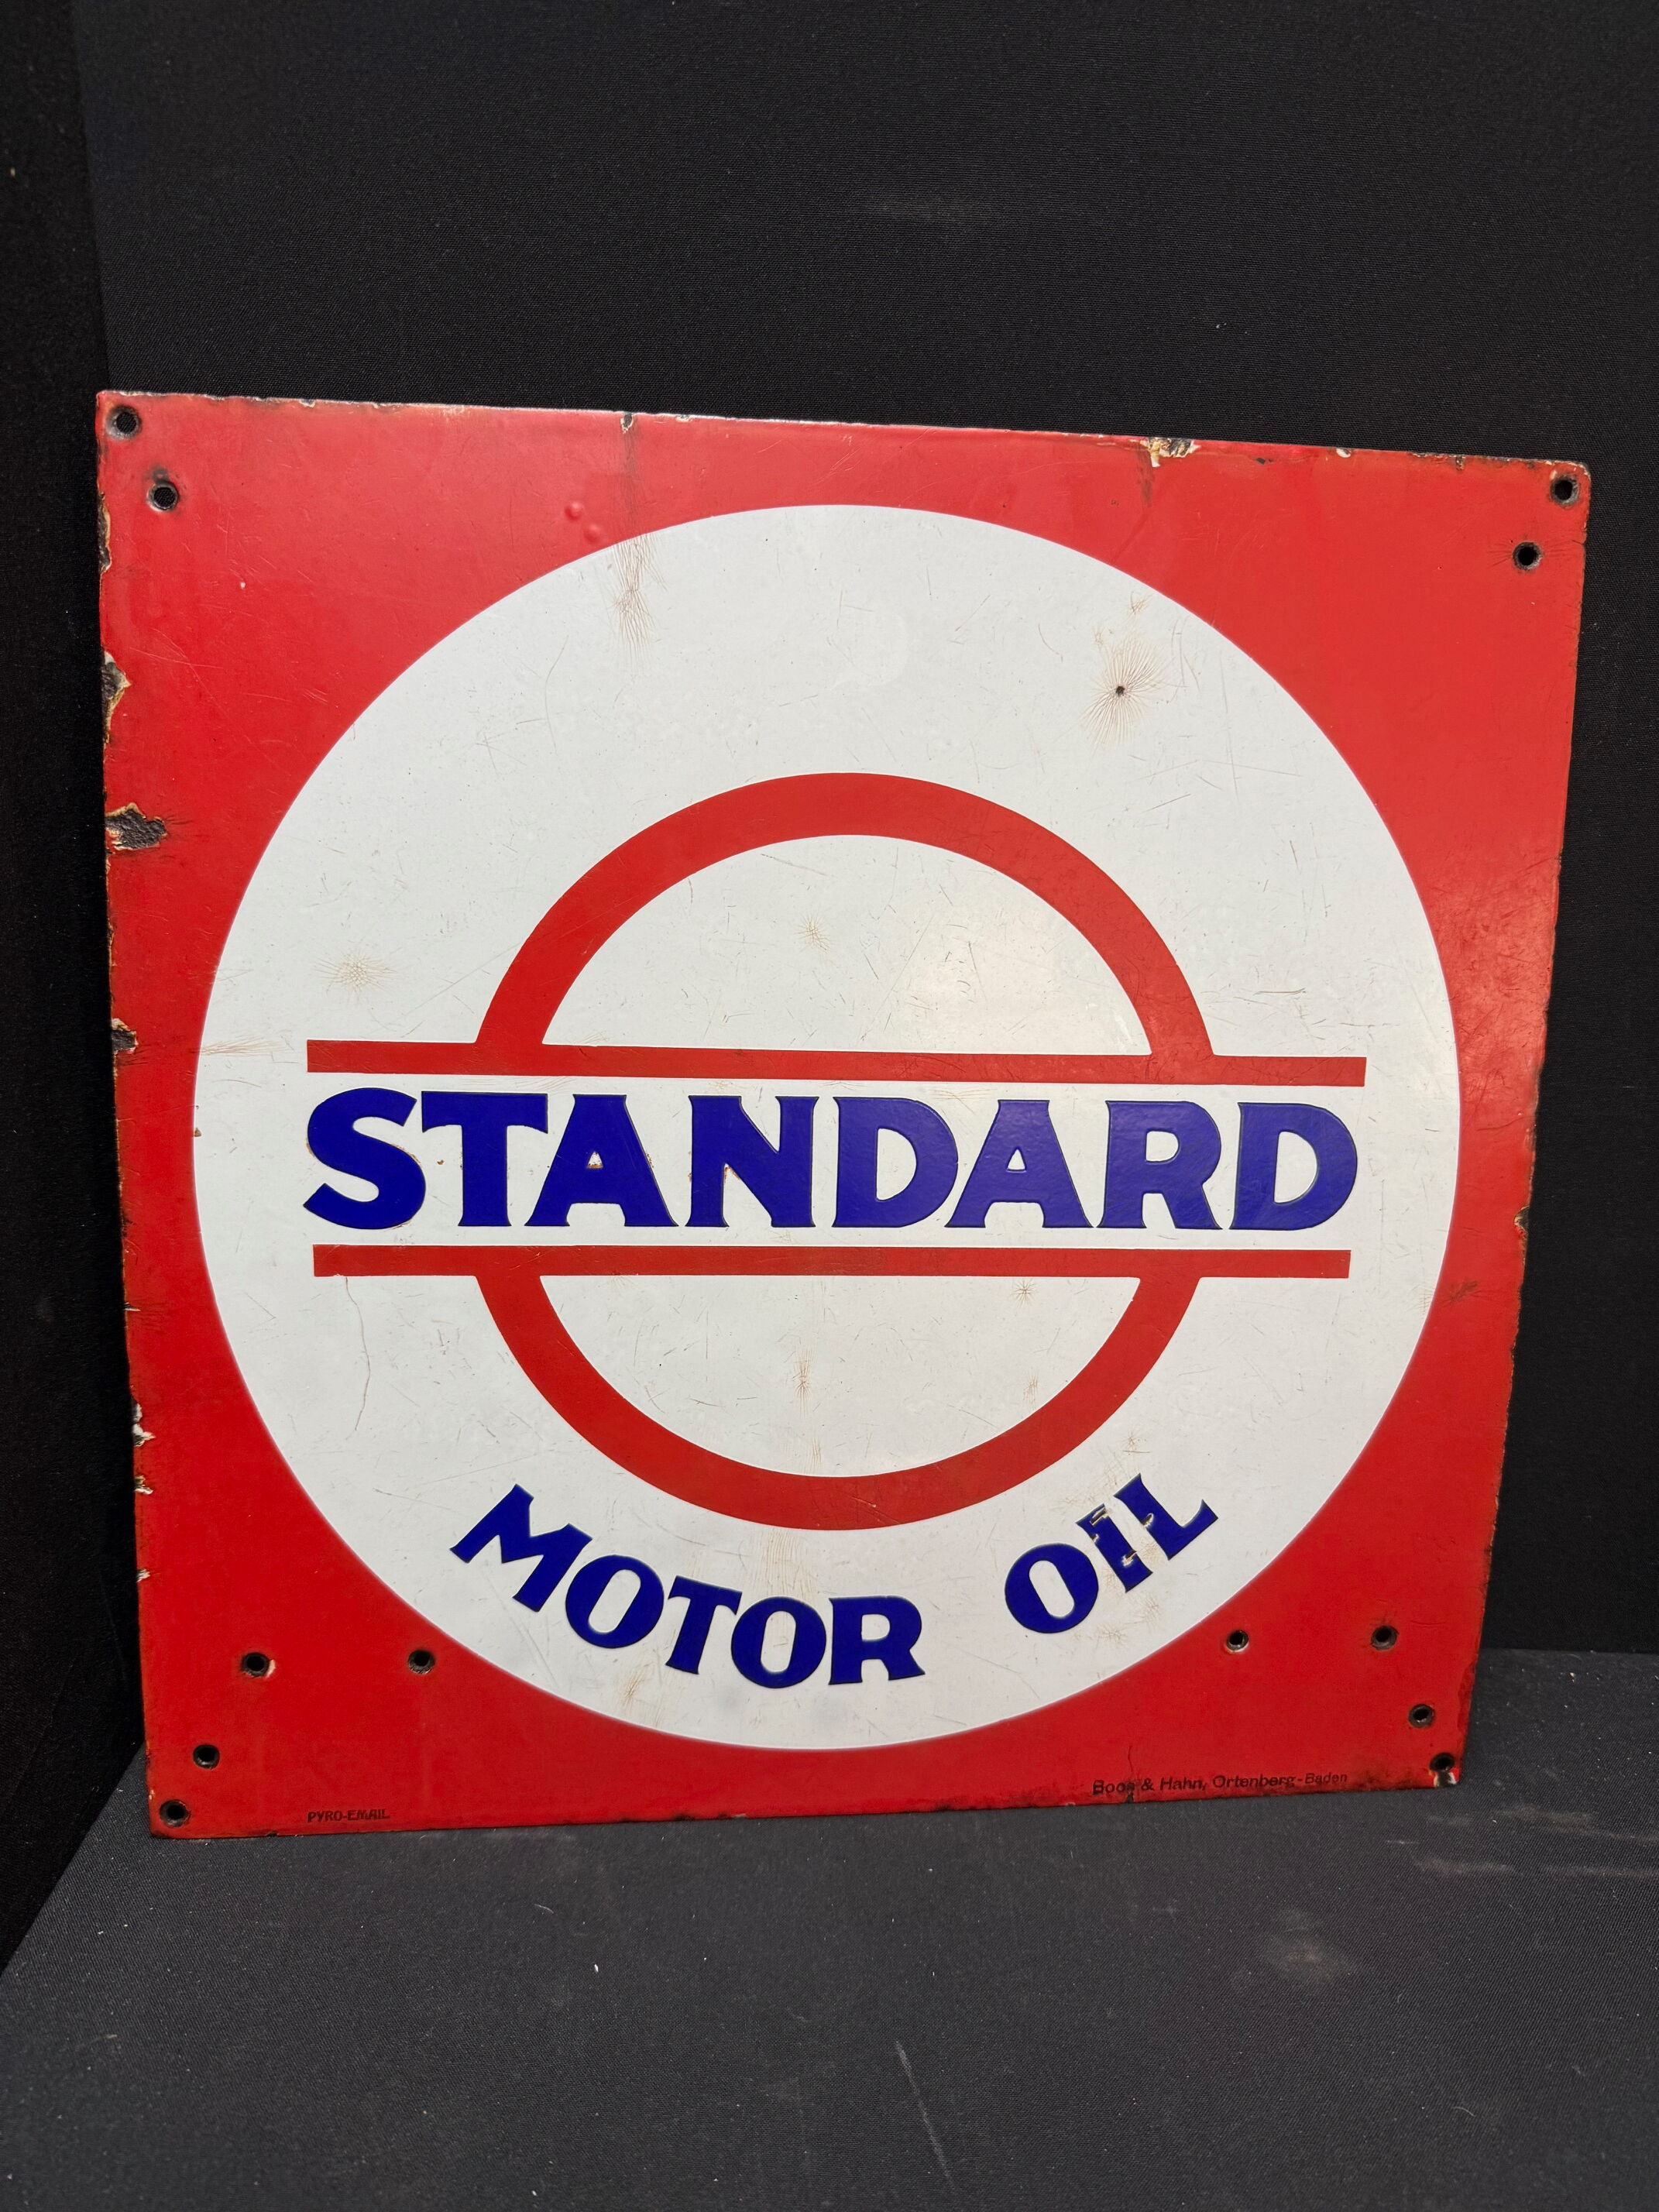 STANDARD
MOTOR OIL
PYRO-EMAIL
Boos & Hahn, Ortenberg-Baden